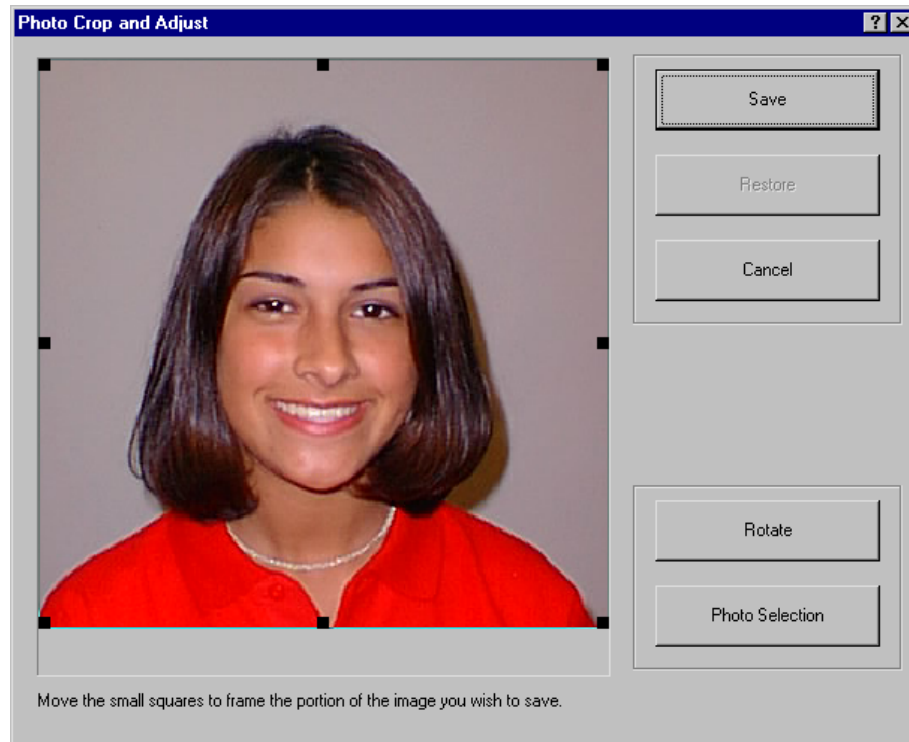 Photo Crop and Adjust
Save
Restore
Cancel
Rotate
Photo Selection
Move the small squares to frame the portion of the image you wish to save.